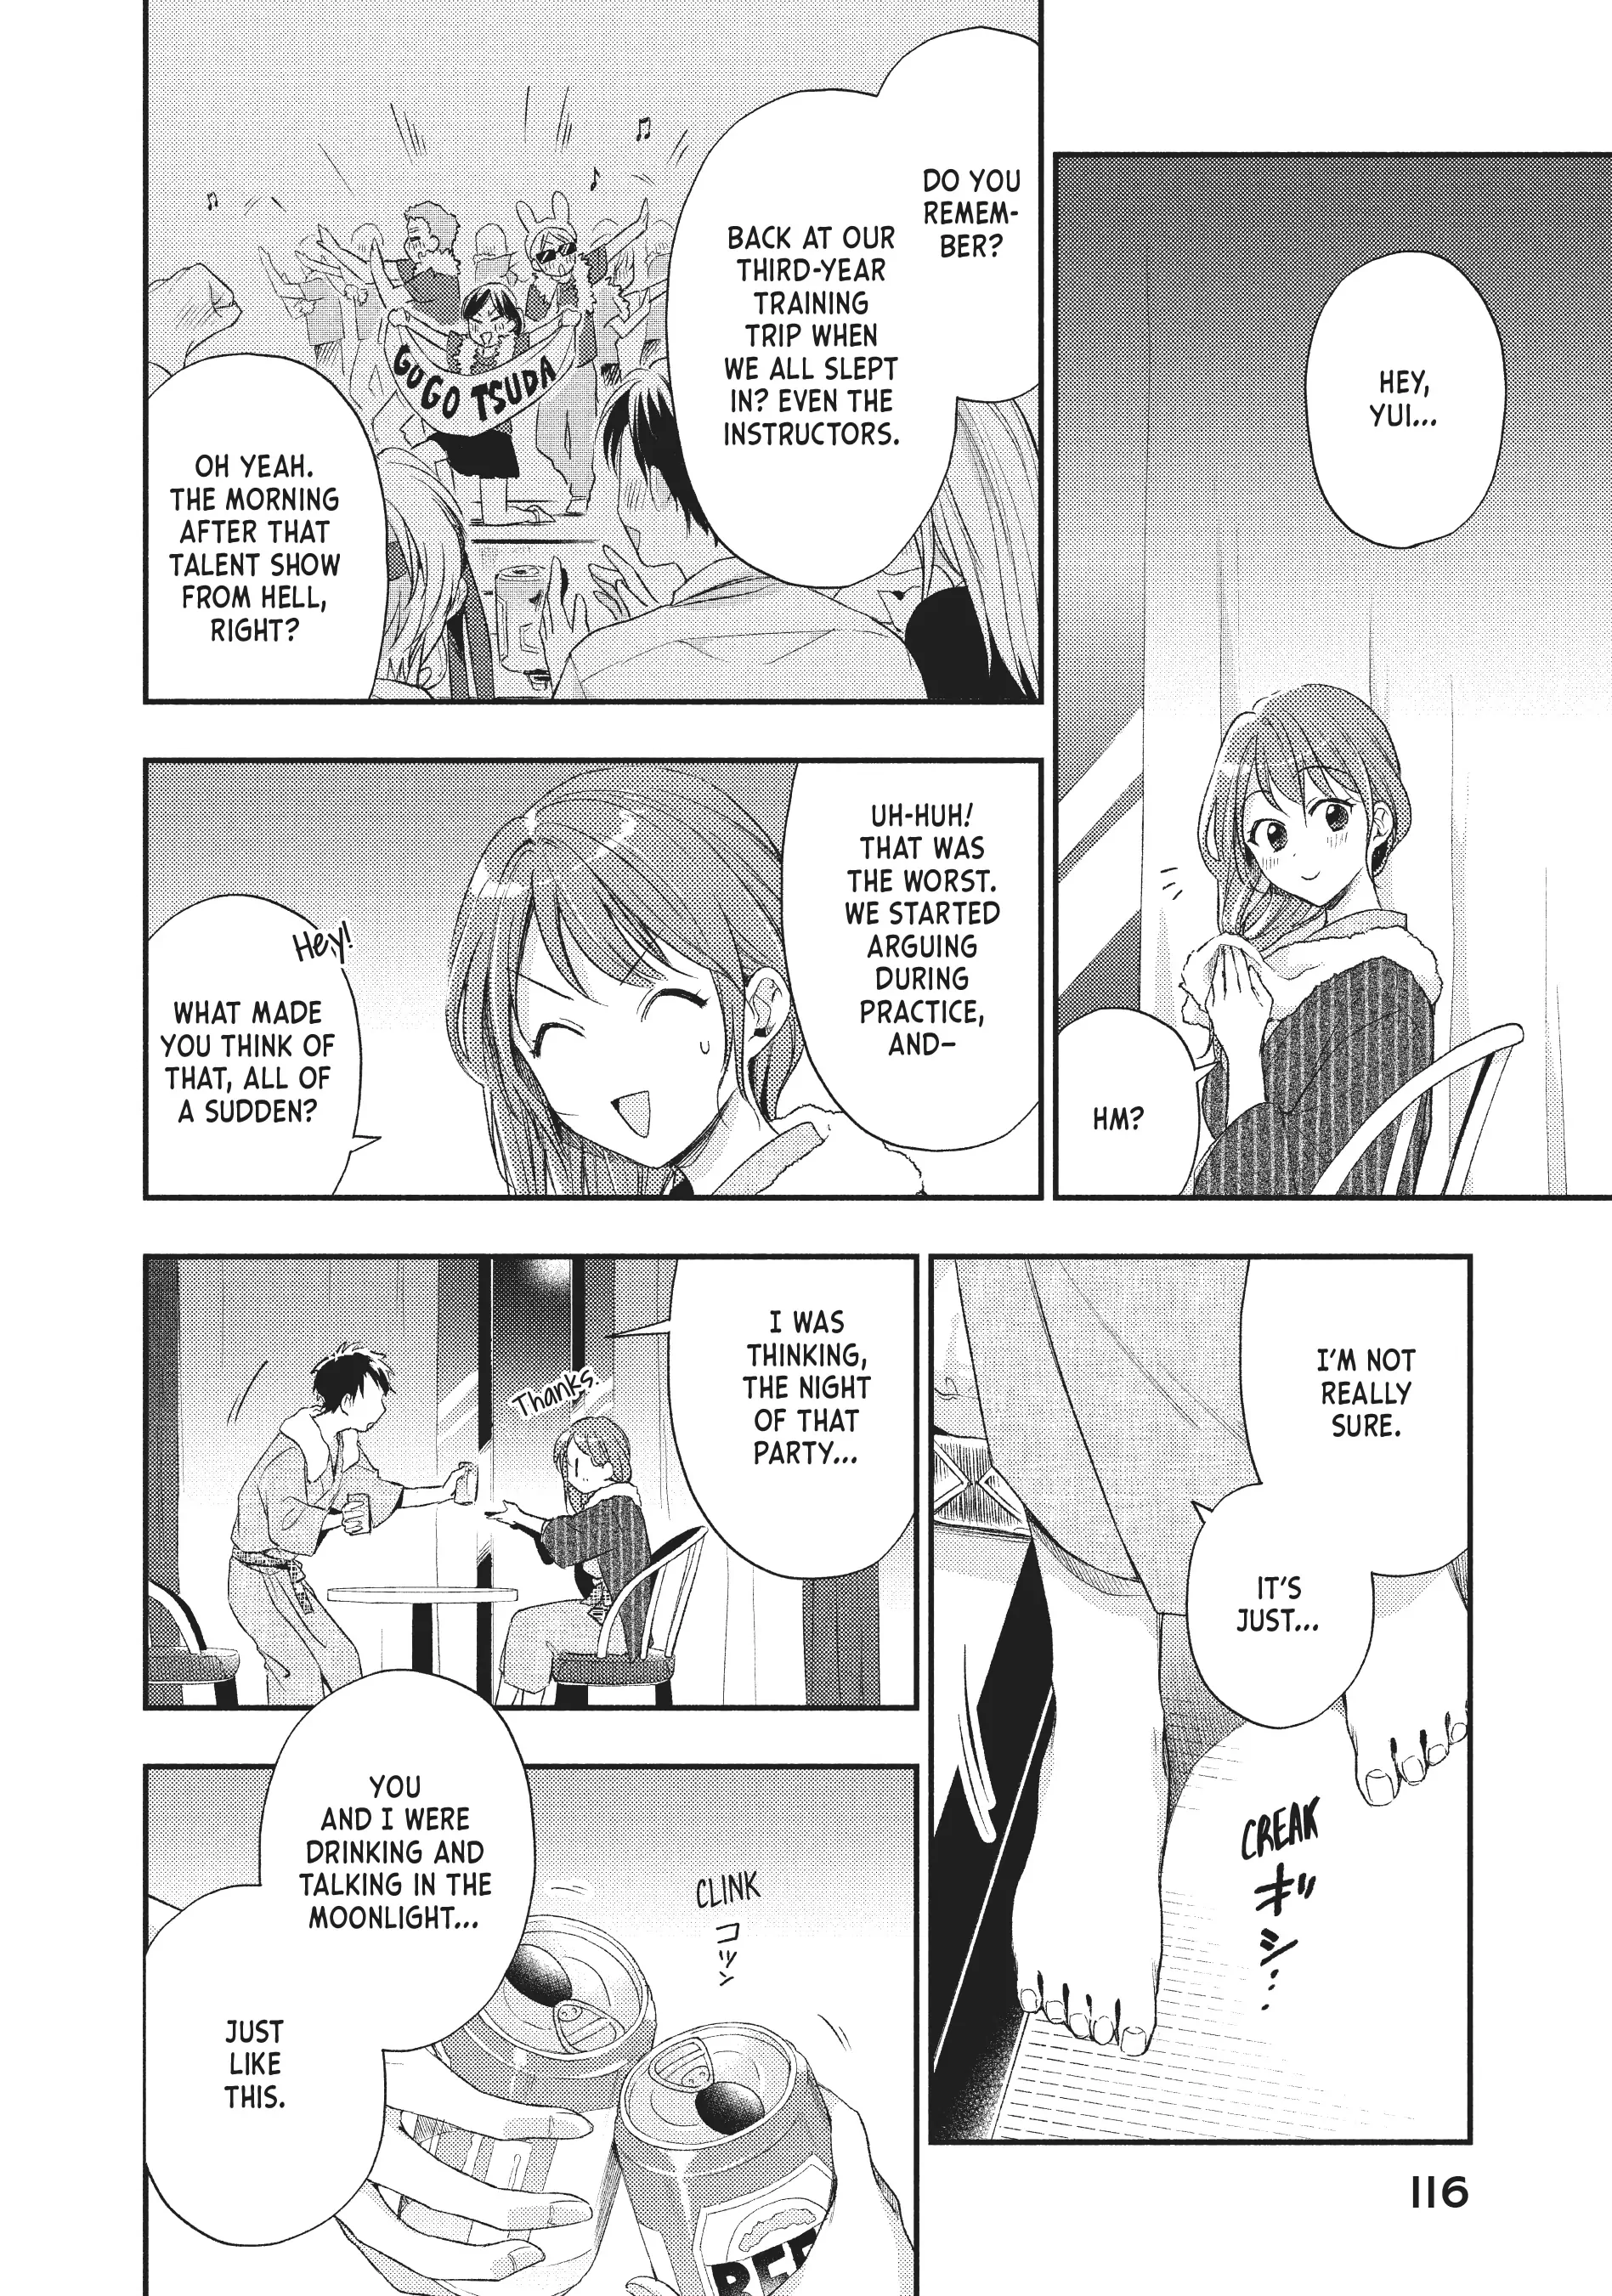 HEY,
YUI...
HM?
DO YOU
REMEM-
BER?
BACK AT OUR
THIRD-YEAR
TRAINING
TRIP WHEN
WE ALL SLEPT
IN? EVEN THE
INSTRUCTORS.
GO GO TSUDA
OH YEAH.
THE MORNING
AFTER THAT
TALENT SHOW
FROM HELL,
RIGHT?
UH-HUH!
THAT WAS
THE WORST.
WE STARTED
ARGUING
DURING
PRACTICE,
AND–
Hey!
WHAT MADE
YOU THINK OF
THAT, ALL OF
A SUDDEN?
I'M NOT
REALLY
SURE.
IT'S
JUST...
CREAK
ギッ
シ…
I WAS
THINKING,
THE NIGHT
OF THAT
PARTY...
Thanks.
YOU
AND I WERE
DRINKING AND
TALKING IN THE
MOONLIGHT...
CLINK
コツン
JUST
LIKE
THIS.
BEE
116